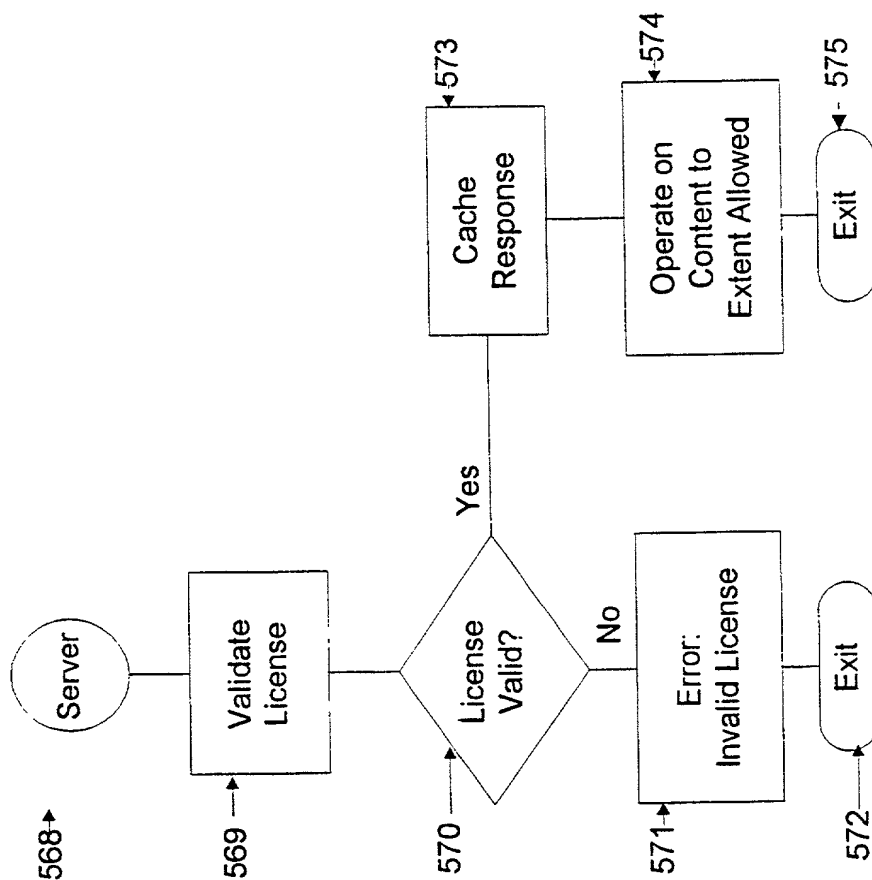 568
Server
569
Validate
License
570
License
Valid?
Yes
No
571
Error:
Invalid License
572
Exit
573
Cache
Response
574
Operate on
Content to
Extent Allowed
575
Exit